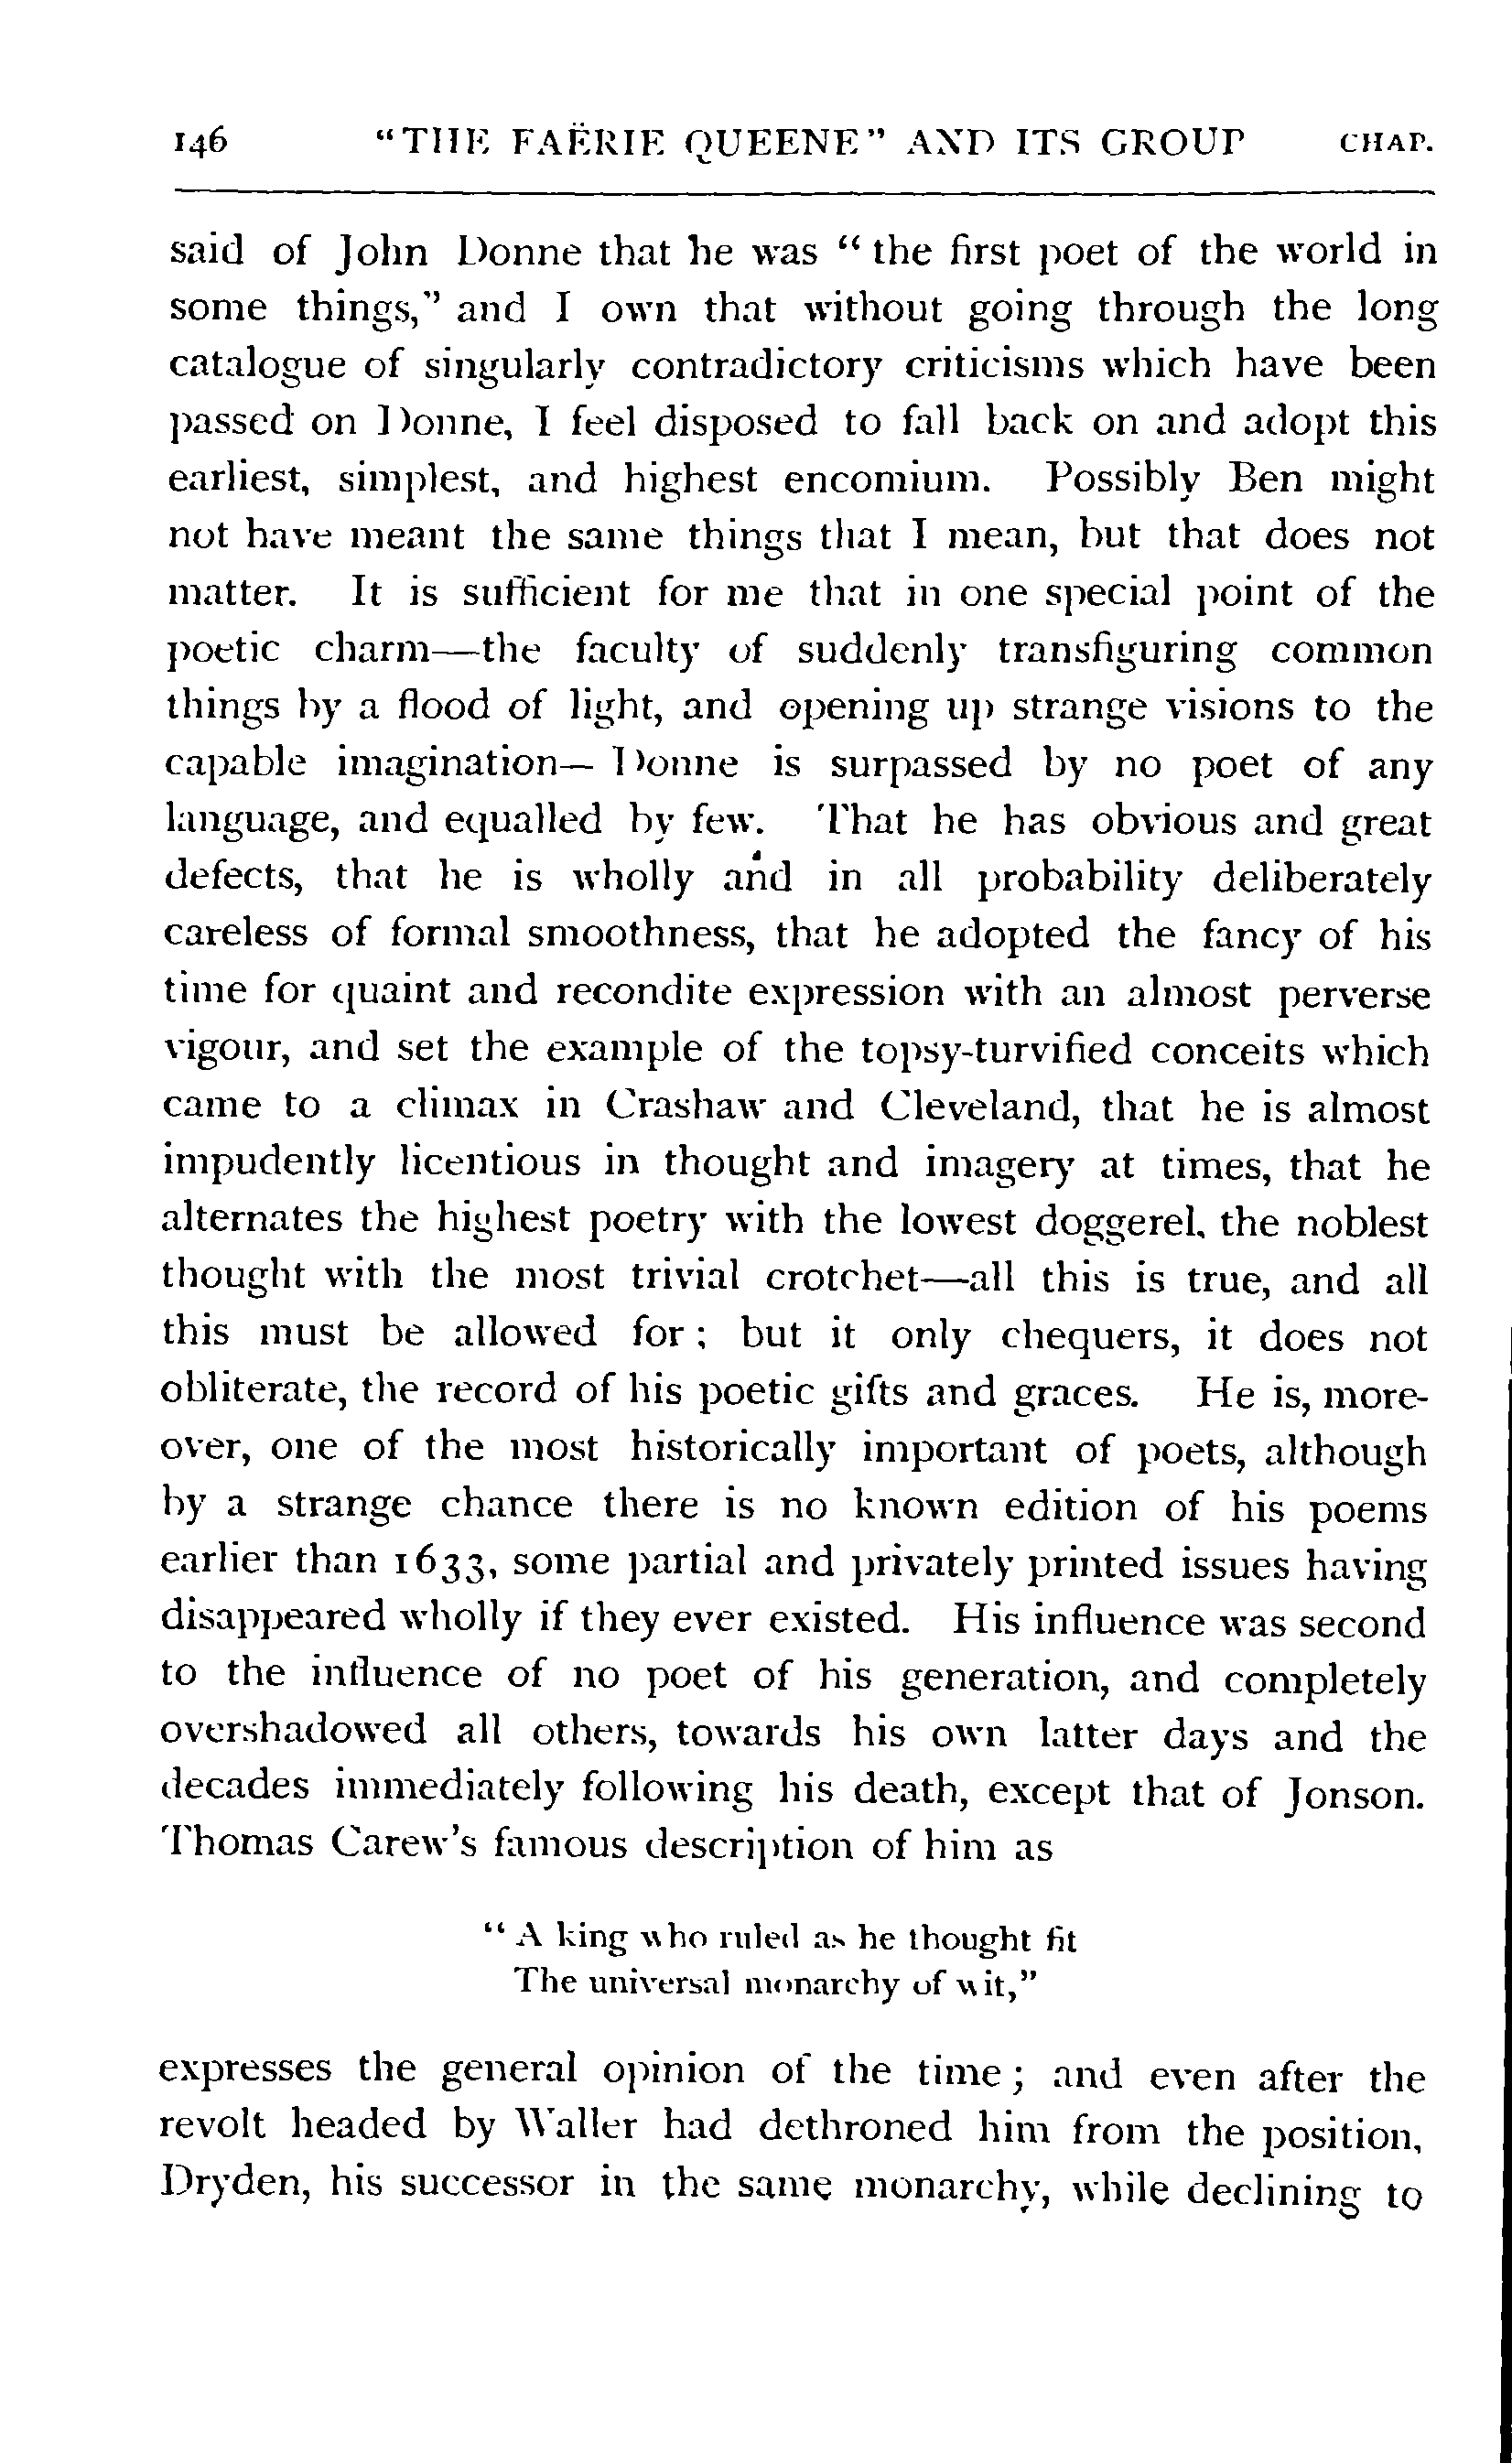 146 "THE FAËRIE QUEENE" AND ITS GROUP CHAP.
said of John Donne that he was "the first poet of the world in
some things," and I own that without going through the long
catalogue of singularly contradictory criticisms which have been
passed on Donne, I feel disposed to fall back on and adopt this
earliest, simplest, and highest encomium. Possibly Ben might
not have meant the same things that I mean, but that does not
matter. It is sufficient for me that in one special point of the
poetic charm—the faculty of suddenly transfiguring common
things by a flood of light, and opening up strange visions to the
capable imagination—Donne is surpassed by no poet of any
language, and equalled by few. That he has obvious and great
defects, that he is wholly and in all probability deliberately
careless of formal smoothness, that he adopted the fancy of his
time for quaint and recondite expression with an almost perverse
vigour, and set the example of the topsy-turvified conceits which
came to a climax in Crashaw and Cleveland, that he is almost
impudently licentious in thought and imagery at times, that he
alternates the highest poetry with the lowest doggerel, the noblest
thought with the most trivial crotchet—all this is true, and all
this must be allowed for; but it only chequers, it does not
obliterate, the record of his poetic gifts and graces. He is, more-
over, one of the most historically important of poets, although
by a strange chance there is no known edition of his poems
earlier than 1633, some partial and privately printed issues having
disappeared wholly if they ever existed. His influence was second
to the influence of no poet of his generation, and completely
overshadowed all others, towards his own latter days and the
decades immediately following his death, except that of Jonson.
Thomas Carew's famous description of him as
"A king who ruled as he thought fit
The universal monarchy of wit,"
expresses the general opinion of the time; and even after the
revolt headed by Waller had dethroned him from the position,
Dryden, his successor in the same monarchy, while declining to